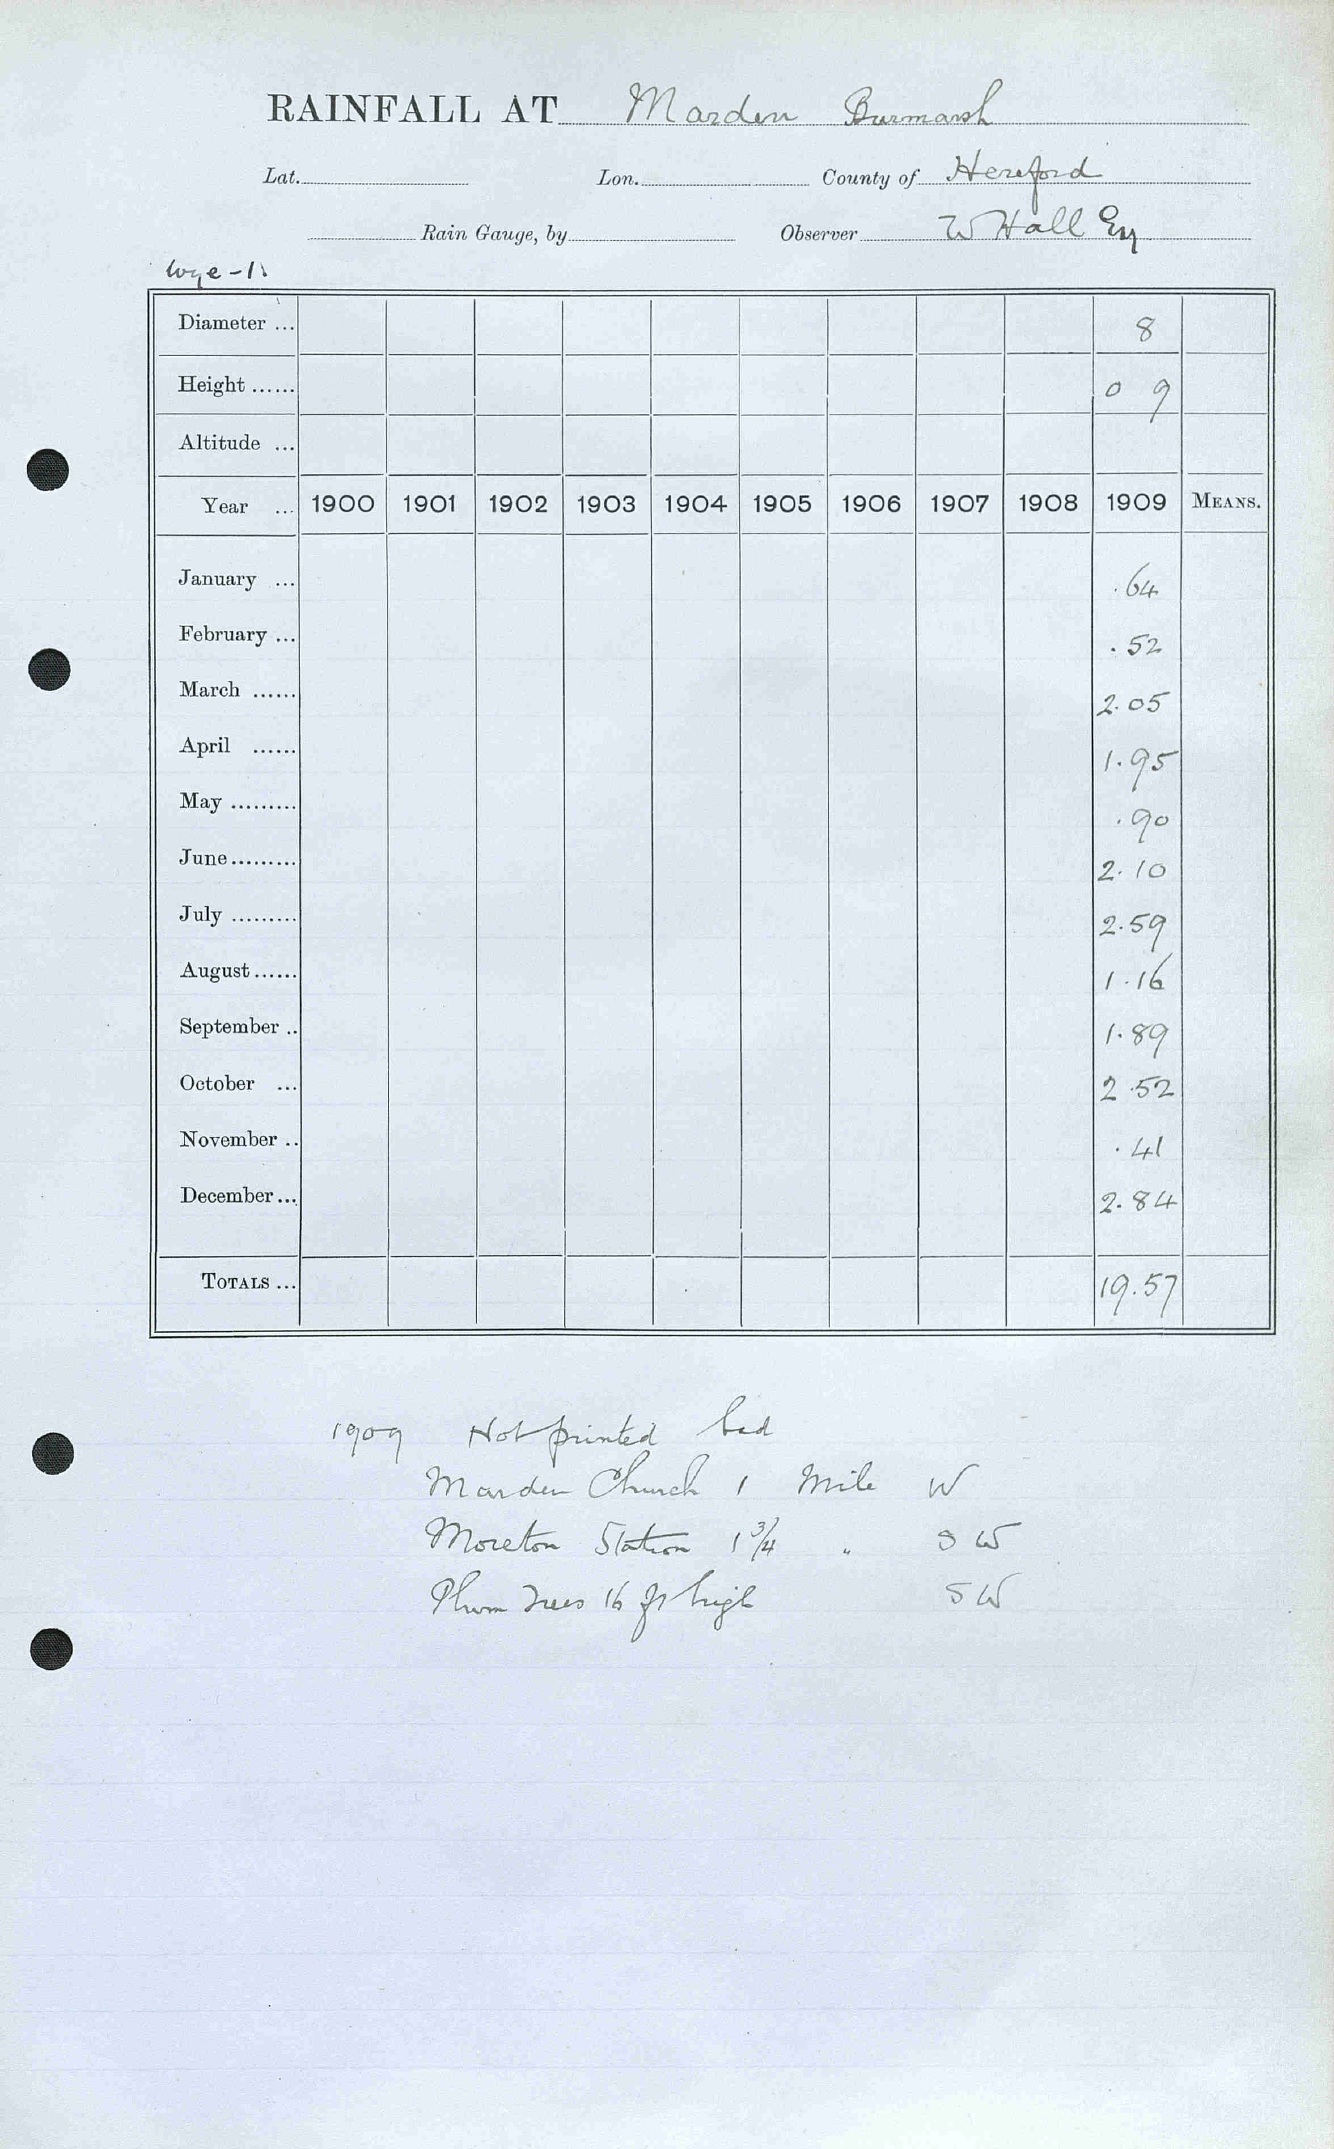 RAINFALL AT Marden Burmarsh
Lat. Lon. County of Hereford
Rain Gauge, by Observer W Hall Esq
Wye -1.
Diameter ... 8
Height ...... 0 9
Altitude ...
Year ... 1900 1901 1902 1903 1904 1905 1906 1907 1908 1909 MEANS.
January ... .64
February ... .52
March ...... 2.05
April ...... 1.95
May ......... .90
June ......... 2.10
July ......... 2.59
August ...... 1.16
September .. 1.89
October ... 2.52
November .. .41
December ... 2.84
TOTALS ... 19.57
1909 Not printed bad
Marden Church 1 Mile W
Moreton Station 1 3/4 " S W
Plum Trees 16 ft high S W